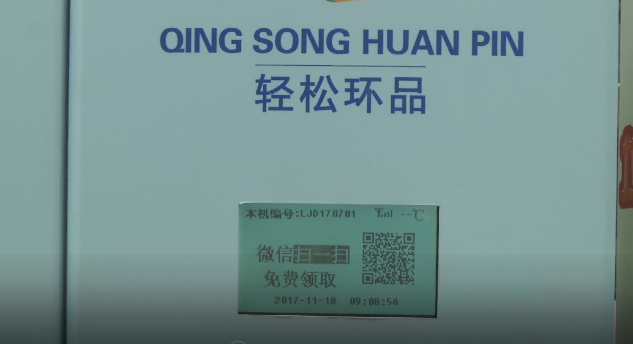 QING SONG HUAN PIN
轻松环品
本机编号:LJD170701 --℃
微信扫一扫
免费领取
2017-11-18 09:08:56